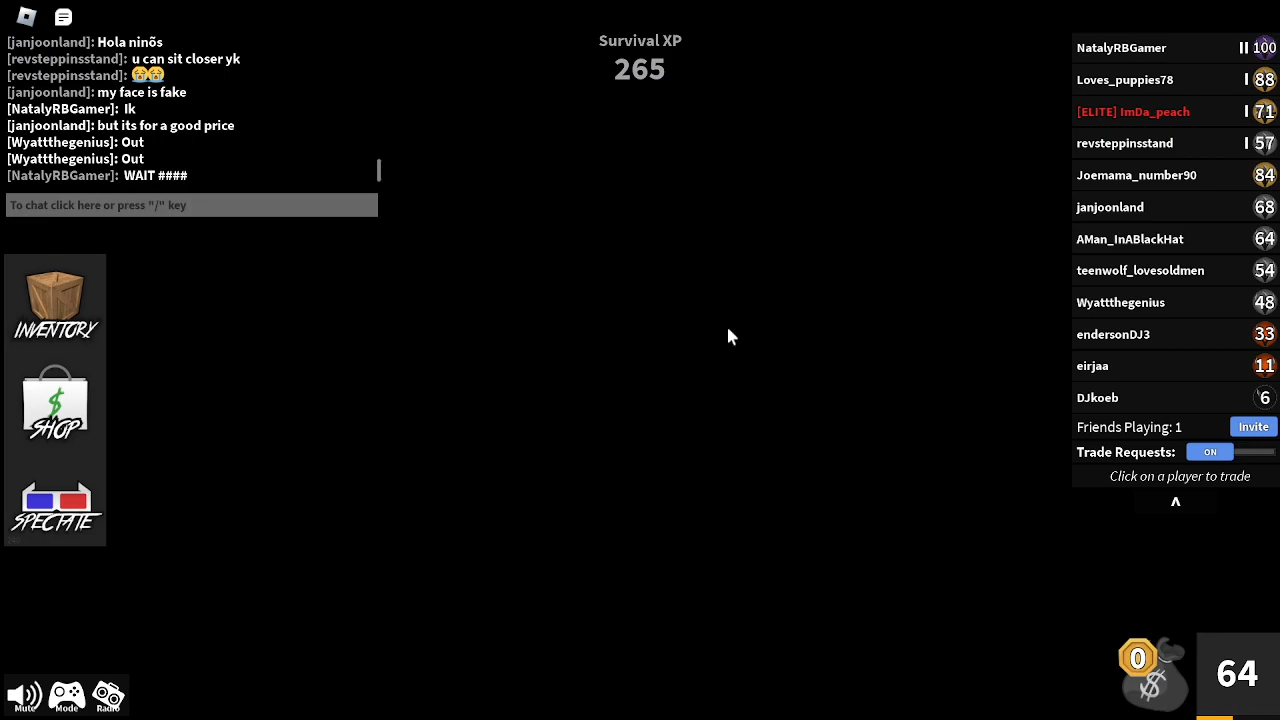 [janjoonland]: Hola ninõs
[revsteppinsstand]: u can sit closer yk
[revsteppinsstand]: 😭😭
[janjoonland]: my face is fake
[NatalyRBGamer]: Ik
[janjoonland]: but its for a good price
[Wyattthegenius]: Out
[Wyattthegenius]: Out
[NatalyRBGamer]: WAIT ####
To chat click here or press "/" key
INVENTORY
$
SHOP
SPECTATE
Mute
Mode
Radio
Survival XP
265
NatalyRBGamer II 100
Loves_puppies78 I 88
[ELITE] ImDa_peach I 71
revsteppinsstand I 57
Joemama_number90 84
janjoonland 68
AMan_InABlackHat 64
teenwolf_lovesoldmen 54
Wyattthegenius 48
endersonDJ3 33
eirjaa 11
DJkoeb 6
Friends Playing: 1 Invite
Trade Requests: ON
Click on a player to trade
^
0
$
64